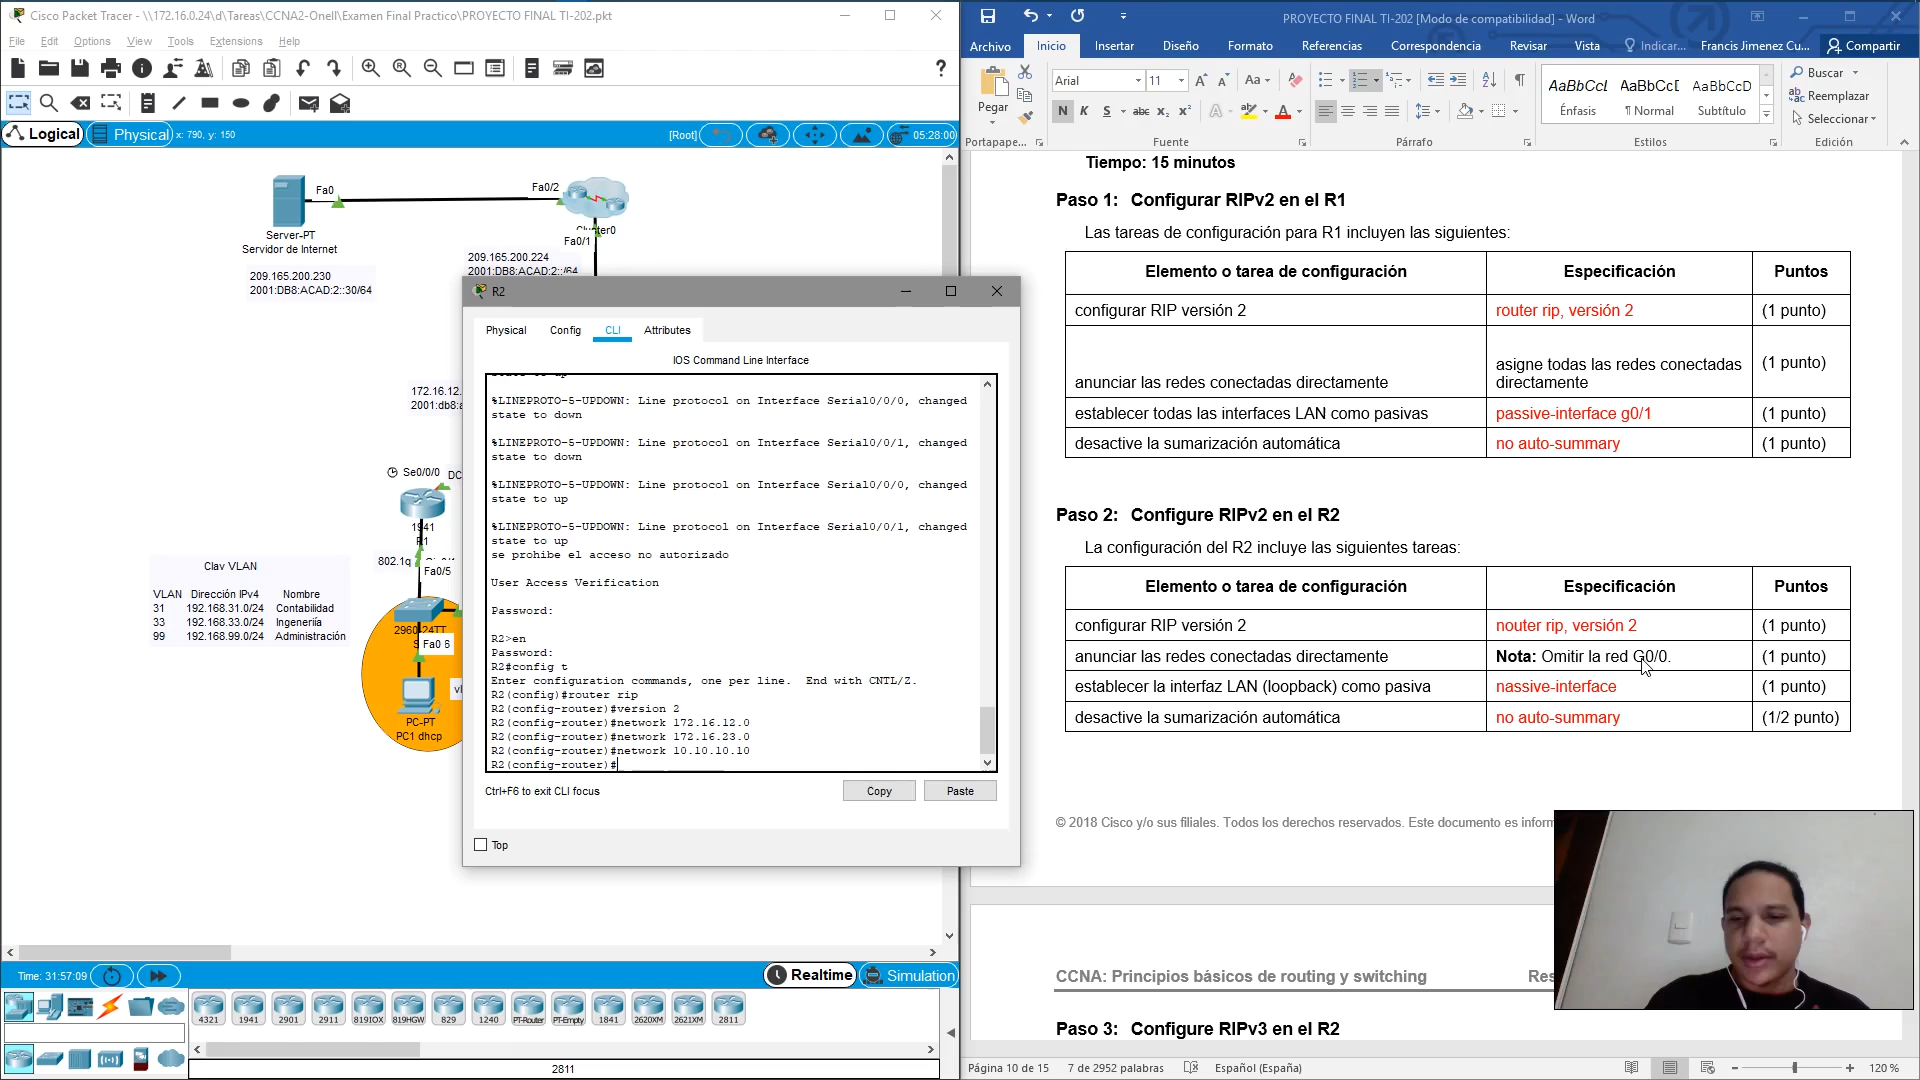 Cisco Packet Tracer - \\172.16.0.24\d\Tareas\CCNA2-Onell\Examen Final Practico\PROYECTO FINAL TI-202.pkt
File Edit Options View Tools Extensions Help
Logical Physical x: 790, y: 150 [Root] 05:28:00
Fa0
Fa0/2
Server-PT
Servidor de Internet
Cluster0
Fa0/1
209.165.200.230
2001:DB8:ACAD:2::30/64
209.165.200.224
2001:DB8:ACAD:2::/64
172.16.12.
2001:db8:a
Se0/0/0
DC
1941
R1
802.1q
Fa0/5
Clav VLAN
VLAN Dirección IPv4 Nombre
31 192.168.31.0/24 Contabilidad
33 192.168.33.0/24 Ingeneriía
99 192.168.99.0/24 Administración
2960-24TT
Fa0 6
PC-PT
PC1 dhcp
R2
Physical Config CLI Attributes
IOS Command Line Interface
%LINEPROTO-5-UPDOWN: Line protocol on Interface Serial0/0/0, changed
state to down
%LINEPROTO-5-UPDOWN: Line protocol on Interface Serial0/0/1, changed
state to down
%LINEPROTO-5-UPDOWN: Line protocol on Interface Serial0/0/0, changed
state to up
%LINEPROTO-5-UPDOWN: Line protocol on Interface Serial0/0/1, changed
state to up
se prohibe el acceso no autorizado
User Access Verification
Password:
R2>en
Password:
R2#config t
Enter configuration commands, one per line. End with CNTL/Z.
R2(config)#router rip
R2(config-router)#version 2
R2(config-router)#network 172.16.12.0
R2(config-router)#network 172.16.23.0
R2(config-router)#network 10.10.10.10
R2(config-router)#
Ctrl+F6 to exit CLI focus
Copy Paste
Top
Time: 31:57:09
Realtime Simulation
4321 1941 2901 2911 819IOX 819HGW 829 1240 PT-Router PT-Empty 1841 2620XM 2621XM 2811
2811
PROYECTO FINAL TI-202 [Modo de compatibilidad] - Word
Archivo Inicio Insertar Diseño Formato Referencias Correspondencia Revisar Vista Indicar... Francis Jimenez Cu... Compartir
Pegar
Arial 11
N K S abc x₂ x²
AaBbCcI AaBbCcI AaBbCcD
Énfasis ¶ Normal Subtítulo
Buscar
Reemplazar
Seleccionar
Portapape... Fuente Párrafo Estilos Edición
Tiempo: 15 minutos
Paso 1: Configurar RIPv2 en el R1
Las tareas de configuración para R1 incluyen las siguientes:
Elemento o tarea de configuración Especificación Puntos
configurar RIP versión 2 router rip, versión 2 (1 punto)
anunciar las redes conectadas directamente asigne todas las redes conectadas directamente (1 punto)
establecer todas las interfaces LAN como pasivas passive-interface g0/1 (1 punto)
desactive la sumarización automática no auto-summary (1 punto)
Paso 2: Configure RIPv2 en el R2
La configuración del R2 incluye las siguientes tareas:
Elemento o tarea de configuración Especificación Puntos
configurar RIP versión 2 nouter rip, versión 2 (1 punto)
anunciar las redes conectadas directamente Nota: Omitir la red G0/0. (1 punto)
establecer la interfaz LAN (loopback) como pasiva nassive-interface (1 punto)
desactive la sumarización automática no auto-summary (1/2 punto)
© 2018 Cisco y/o sus filiales. Todos los derechos reservados. Este documento es inform
CCNA: Principios básicos de routing y switching Res
Paso 3: Configure RIPv3 en el R2
Página 10 de 15 7 de 2952 palabras Español (España) 120 %